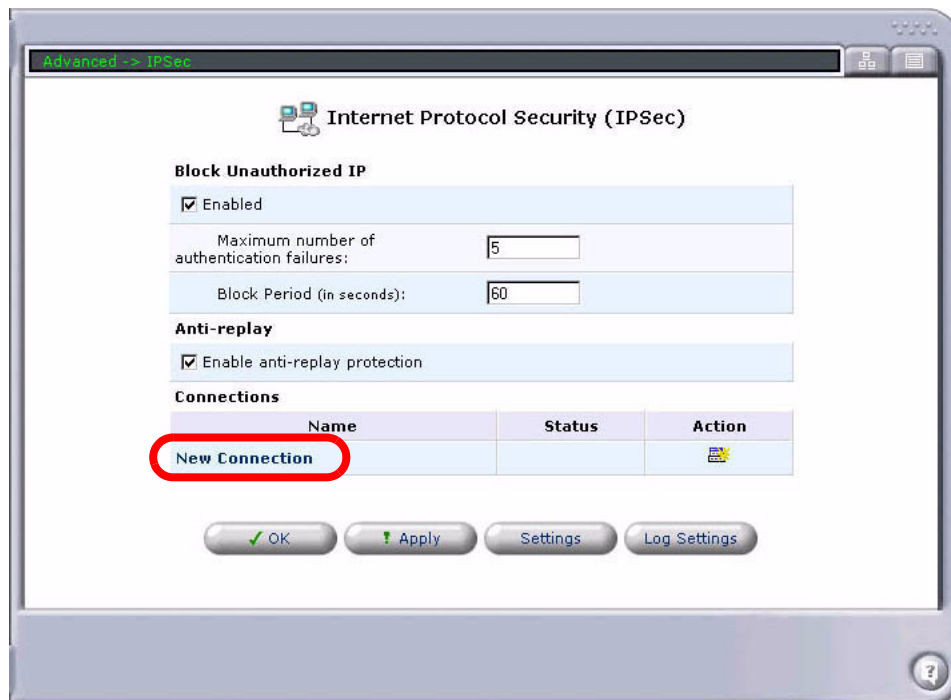 Advanced -> IPSec
Internet Protocol Security (IPSec)
Block Unauthorized IP
Enabled
Maximum number of
authentication failures:
5
Block Period (in seconds):
60
Anti-replay
Enable anti-replay protection
Connections
Name Status Action
New Connection
OK Apply Settings Log Settings
?